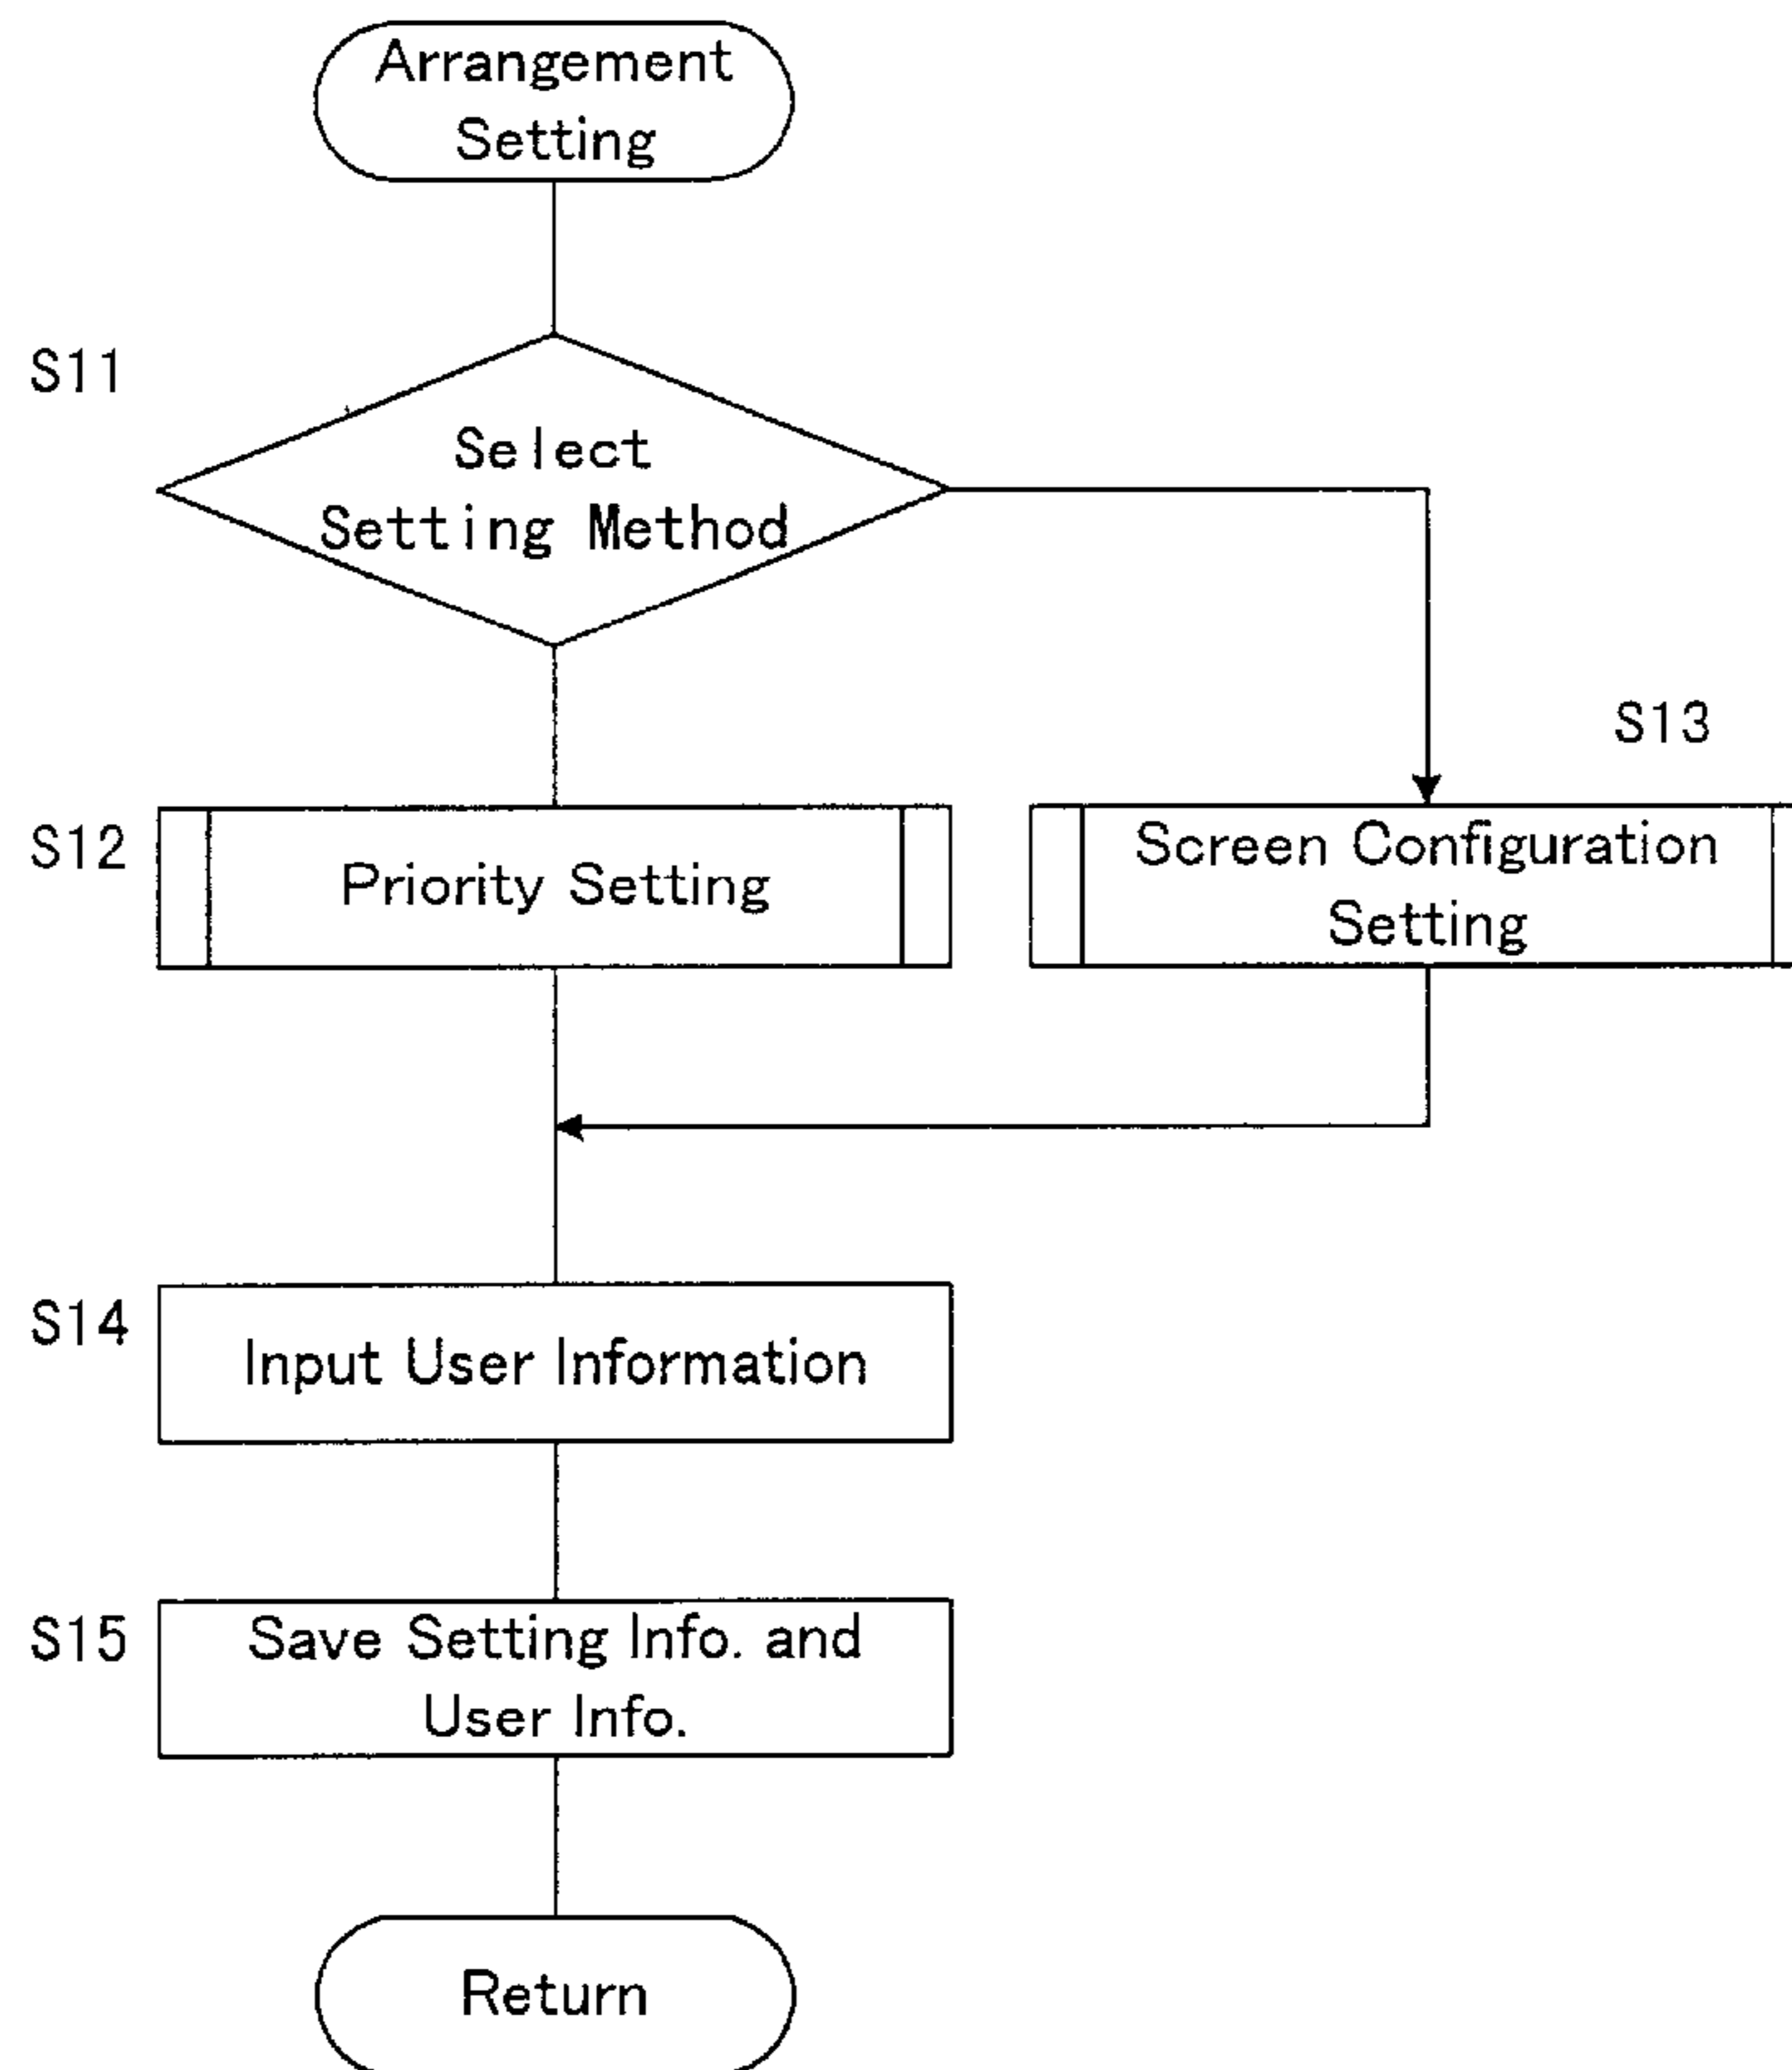 Arrangement
Setting
S11
Select
Setting Method
S13
S12
Priority Setting
Screen Configuration
Setting
S14
Input User Information
S15
Save Setting Info. and
User Info.
Return